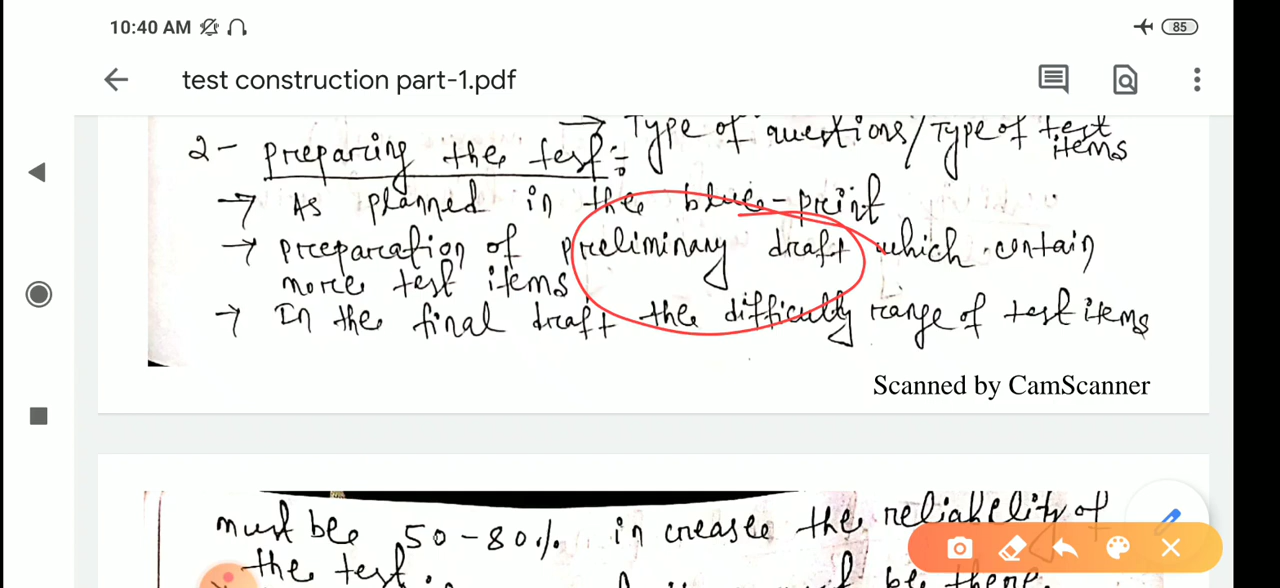 10:40 AM
85
test construction part-1.pdf
→ Type of questions/Type of test items
2- preparing the test:-
→ As planned in the blue-print
→ preparation of preliminary draft which contain
more test items
→ In the final draft the difficulty range of test items
Scanned by CamScanner
must be 50-80% increase the reliability of
the test.
be there.